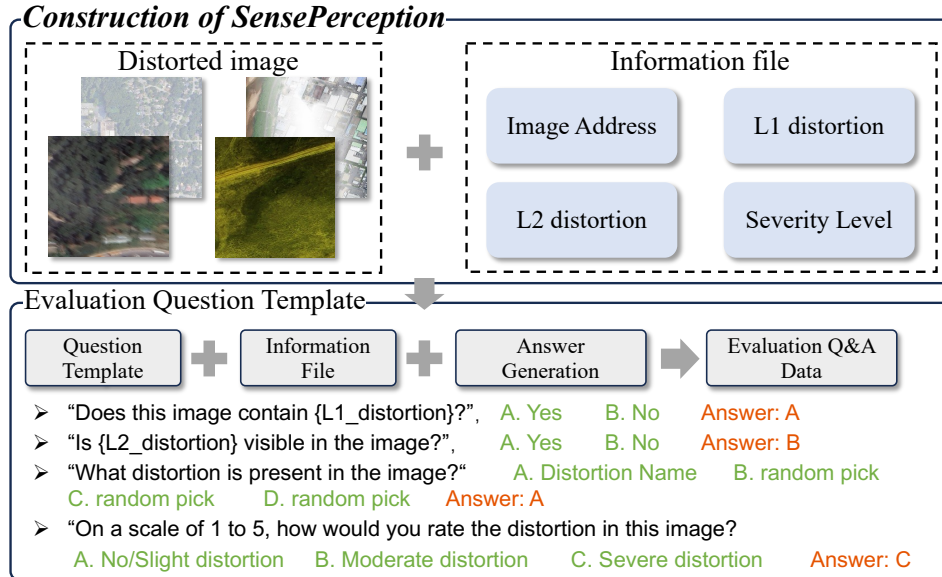 Construction of SensePerception
Distorted image
Information file
Image Address
L1 distortion
L2 distortion
Severity Level
Evaluation Question Template
Question
Template
Information
File
Answer
Generation
Evaluation Q&A
Data
➤ “Does this image contain {L1_distortion}?”, A. Yes B. No Answer: A
➤ “Is {L2_distortion} visible in the image?”, A. Yes B. No Answer: B
➤ “What distortion is present in the image?“ A. Distortion Name B. random pick
C. random pick D. random pick Answer: A
➤ “On a scale of 1 to 5, how would you rate the distortion in this image?
A. No/Slight distortion B. Moderate distortion C. Severe distortion Answer: C